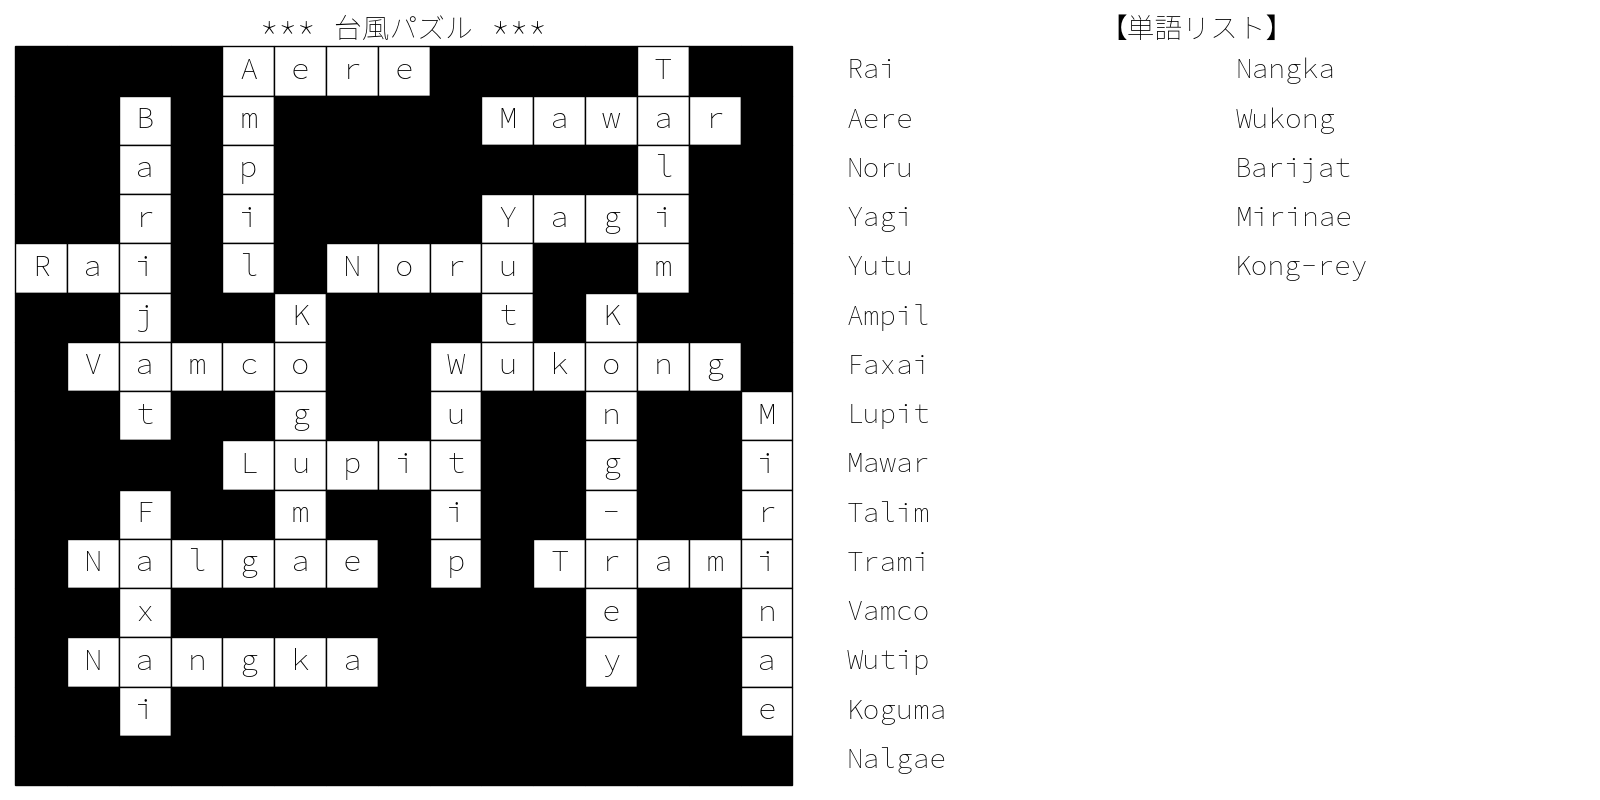 *** 台風パズル ***
A e r e T
B m M a w a r
a p l
r i Y a g i
R a i l N o r u m
j K t K
V a m c o W u k o n g
t g u n M
L u p i t g i
F m i - r
N a l g a e p T r a m i
x e n
N a n g k a y a
i e
【単語リスト】
Rai Nangka
Aere Wukong
Noru Barijat
Yagi Mirinae
Yutu Kong-rey
Ampil
Faxai
Lupit
Mawar
Talim
Trami
Vamco
Wutip
Koguma
Nalgae